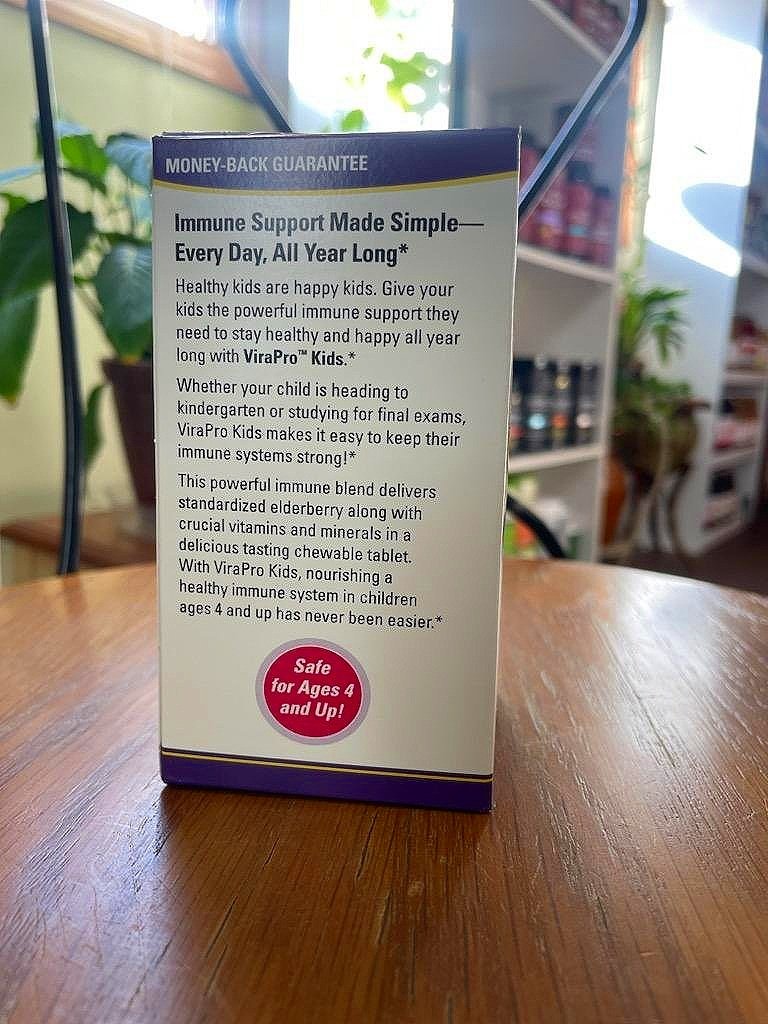 MONEY-BACK GUARANTEE
Immune Support Made Simple—
Every Day, All Year Long*
Healthy kids are happy kids. Give your
kids the powerful immune support they
need to stay healthy and happy all year
long with ViraPro™ Kids.*
Whether your child is heading to
kindergarten or studying for final exams,
ViraPro Kids makes it easy to keep their
immune systems strong!*
This powerful immune blend delivers
standardized elderberry along with
crucial vitamins and minerals in a
delicious tasting chewable tablet.
With ViraPro Kids, nourishing a
healthy immune system in children
ages 4 and up has never been easier.*
Safe
for Ages 4
and Up!